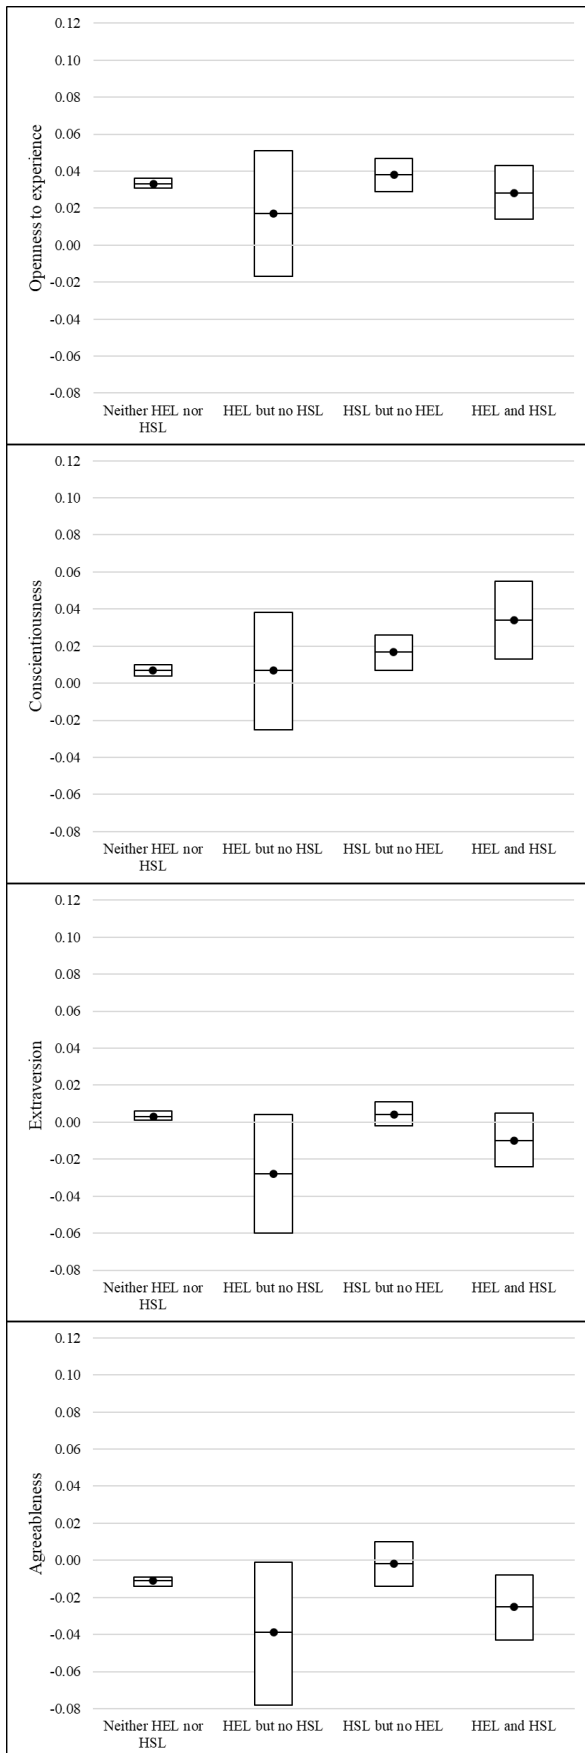 0.12
0.10
0.08
0.06
0.04
0.02
0.00
-0.02
-0.04
-0.06
-0.08
Openness to experience
Neither HEL nor
HSL
HEL but no HSL
HSL but no HEL
HEL and HSL
0.12
0.10
0.08
0.06
0.04
0.02
0.00
-0.02
-0.04
-0.06
-0.08
Conscientiousness
Neither HEL nor
HSL
HEL but no HSL
HSL but no HEL
HEL and HSL
0.12
0.10
0.08
0.06
0.04
0.02
0.00
-0.02
-0.04
-0.06
-0.08
Extraversion
Neither HEL nor
HSL
HEL but no HSL
HSL but no HEL
HEL and HSL
0.12
0.10
0.08
0.06
0.04
0.02
0.00
-0.02
-0.04
-0.06
-0.08
Agreeableness
Neither HEL nor
HSL
HEL but no HSL
HSL but no HEL
HEL and HSL